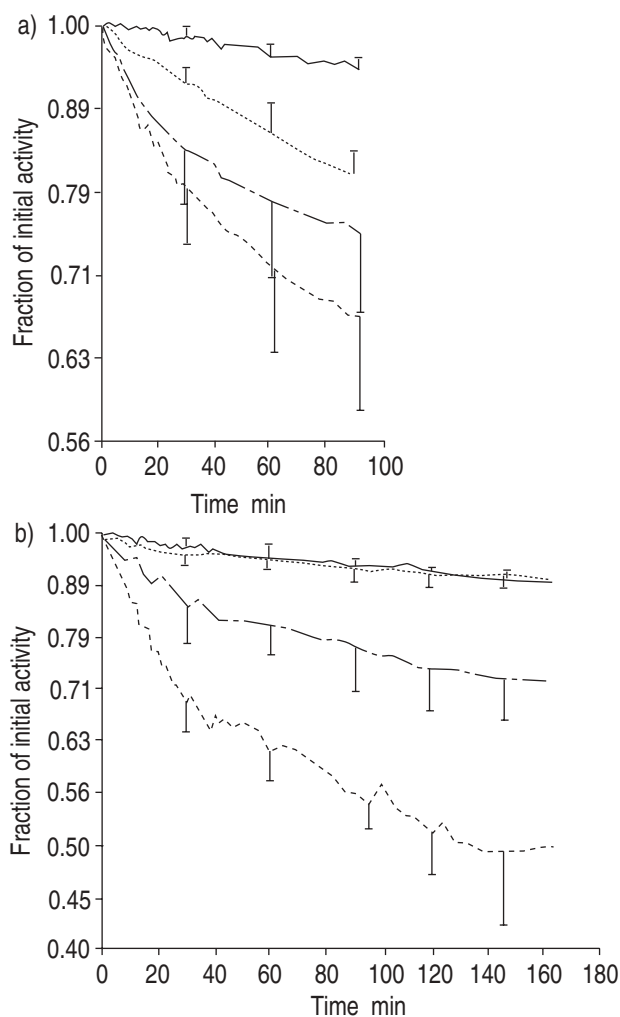 a)
Fraction of initial activity
1.00
0.89
0.79
0.71
0.63
0.56
0 20 40 60 80 100
Time min
b)
Fraction of initial activity
1.00
0.89
0.79
0.71
0.63
0.56
0.50
0.45
0.40
0 20 40 60 80 100 120 140 160 180
Time min